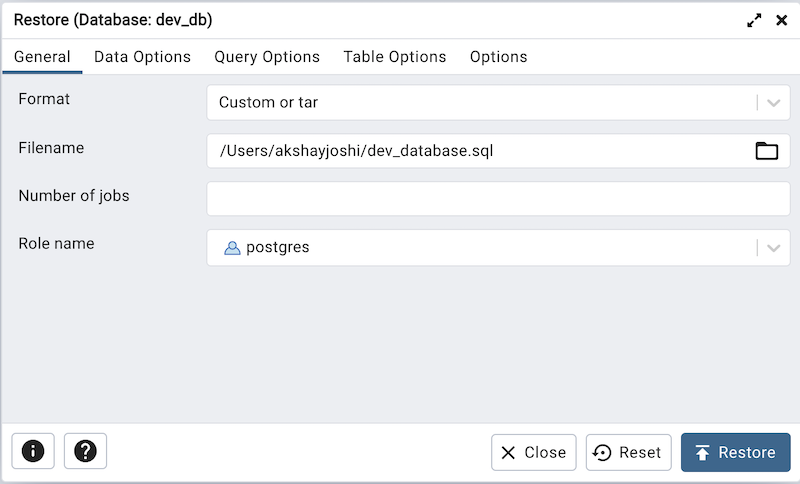 Restore (Database: dev_db)
General Data Options Query Options Table Options Options
Format Custom or tar
Filename /Users/akshayjoshi/dev_database.sql
Number of jobs
Role name postgres
Close Reset Restore